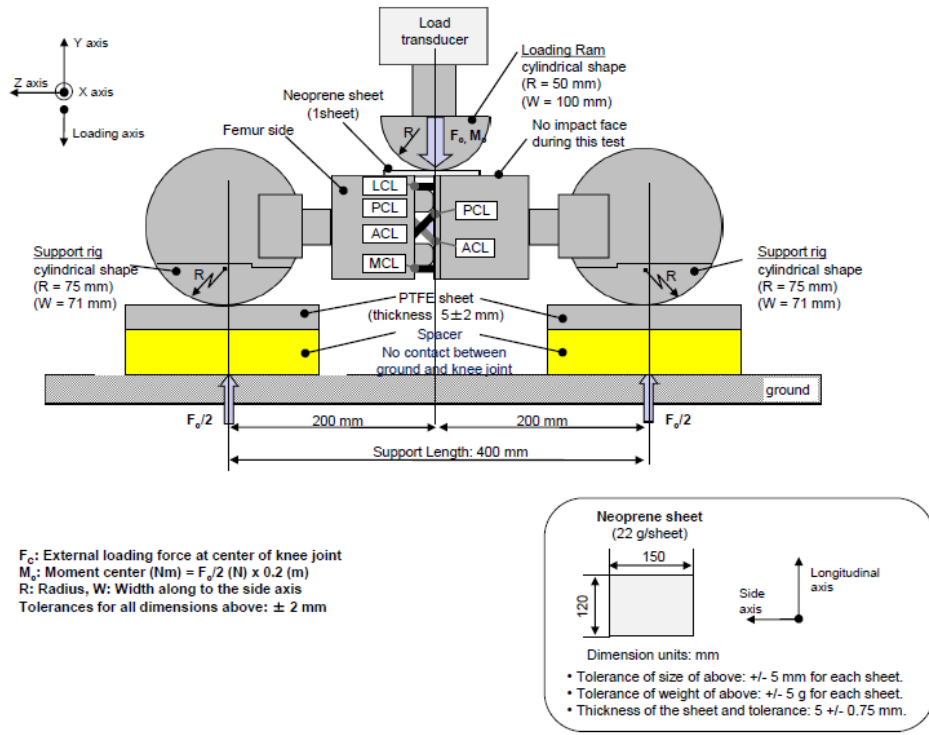 Load
transducer
Y axis
Z axis
X axis
Loading axis
Loading Ram
cylindrical shape
(R = 50 mm)
(W = 100 mm)
Neoprene sheet
(1sheet)
Femur side
R
Fc, Mc
No impact face
during this test
LCL
PCL
ACL
MCL
PCL
ACL
Support rig
cylindrical shape
(R = 75 mm)
(W = 71 mm)
R
R
Support rig
cylindrical shape
(R = 75 mm)
(W = 71 mm)
PTFE sheet
(thickness 5±2 mm)
Spacer
No contact between
ground and knee joint
ground
Fc/2
200 mm
200 mm
Fc/2
Support Length: 400 mm
FC: External loading force at center of knee joint
Mc: Moment center (Nm) = Fc/2 (N) x 0.2 (m)
R: Radius, W: Width along to the side axis
Tolerances for all dimensions above: ± 2 mm
Neoprene sheet
(22 g/sheet)
150
120
Side
axis
Longitudinal
axis
Dimension units: mm
• Tolerance of size of above: +/- 5 mm for each sheet.
• Tolerance of weight of above: +/- 5 g for each sheet.
• Thickness of the sheet and tolerance: 5 +/- 0.75 mm.